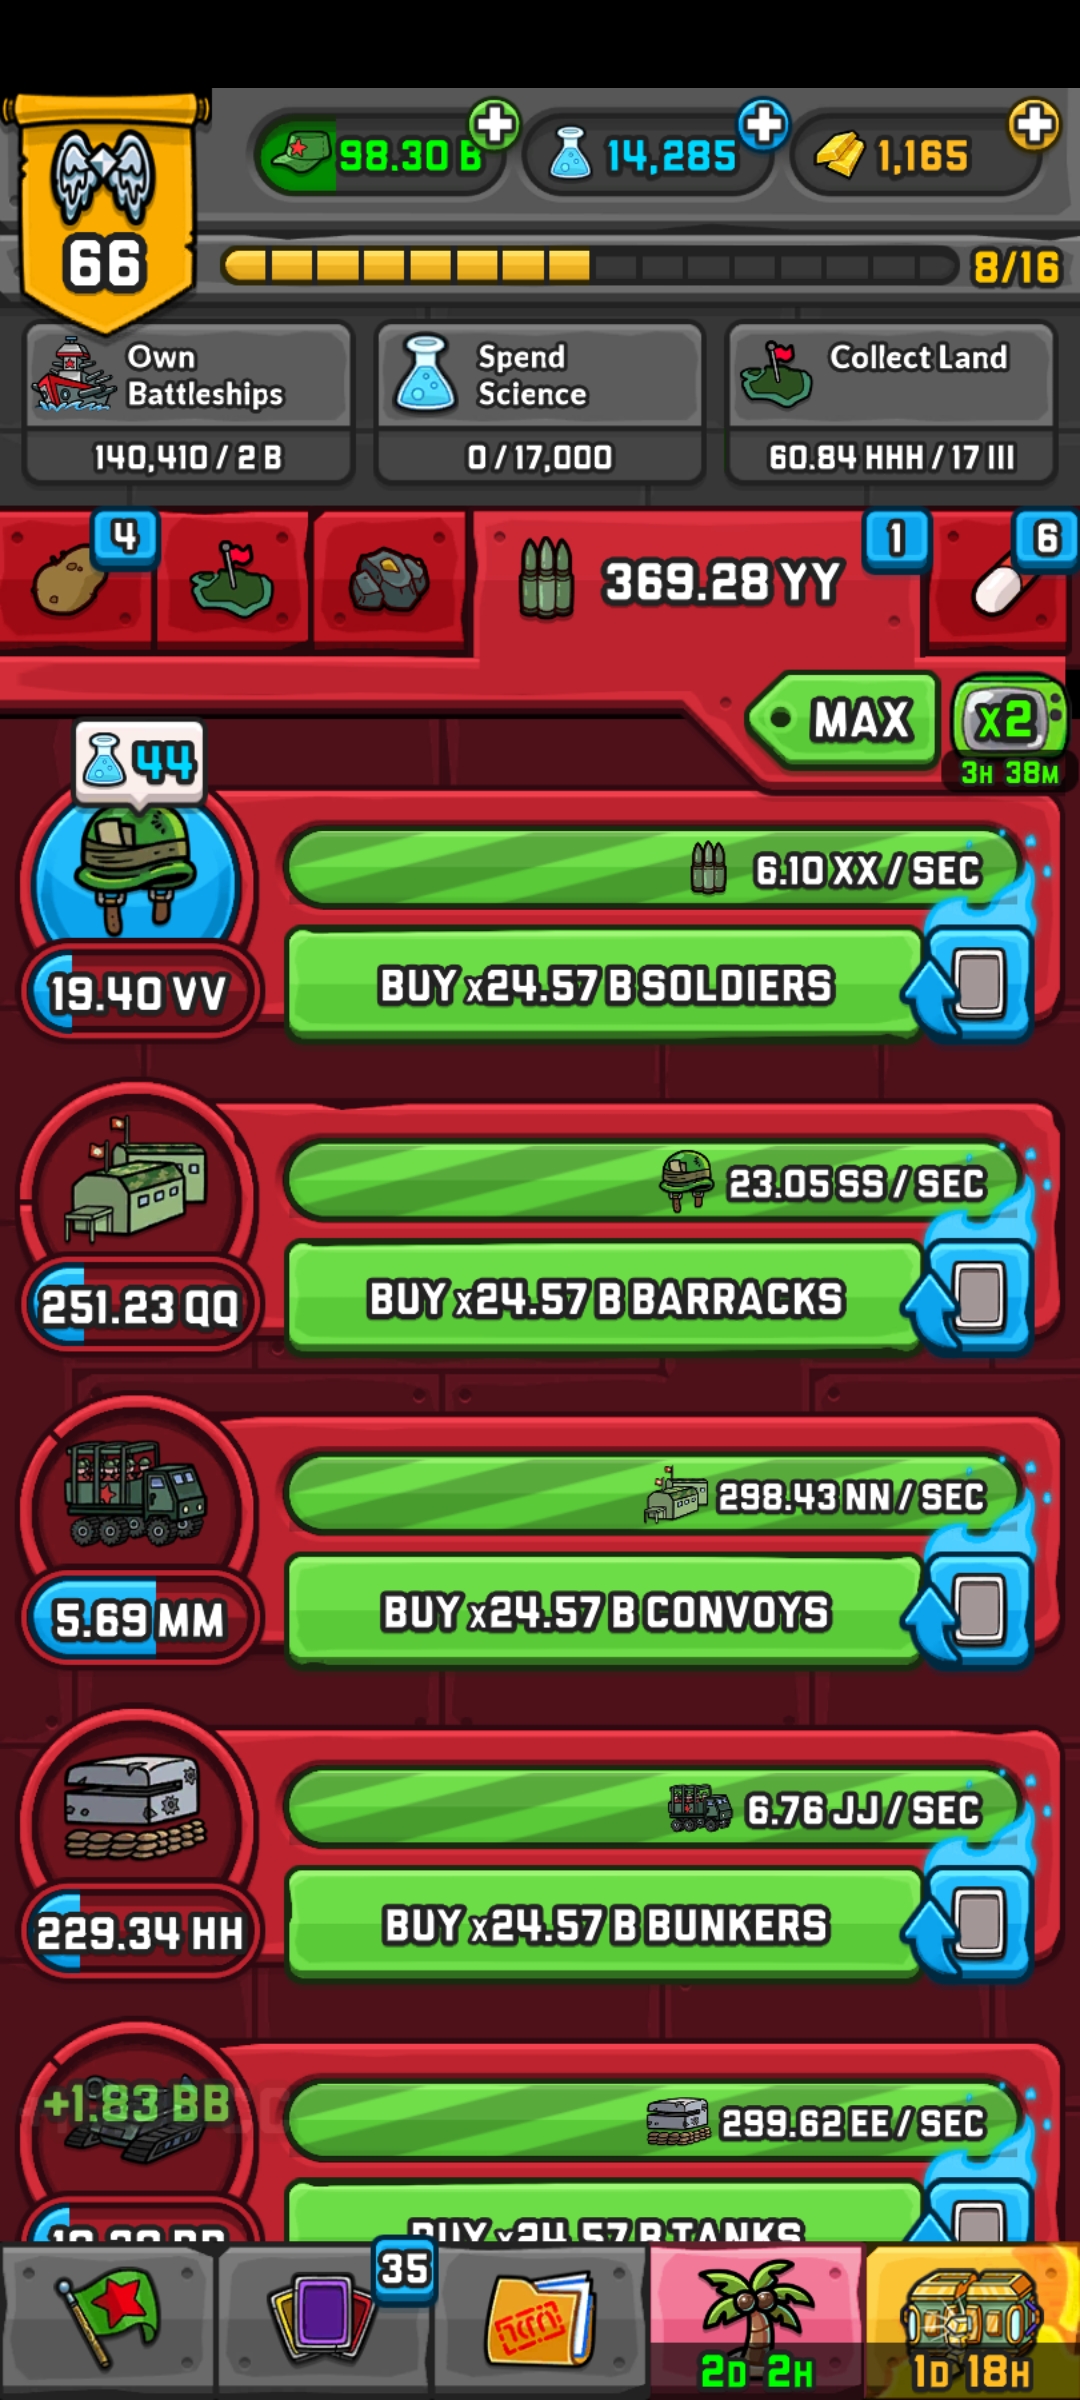 98.30 B
14,285
1,165
66
8/16
Own
Battleships
140,410 / 2 B
Spend
Science
0 / 17,000
Collect Land
60.84 HHH / 17 III
4
369.28 YY
1
6
MAX
x2
3H 38M
44
6.10 XX / SEC
19.40 VV
BUY x24.57 B SOLDIERS
23.05 SS / SEC
251.23 QQ
BUY x24.57 B BARRACKS
298.43 NN / SEC
5.69 MM
BUY x24.57 B CONVOYS
6.76 JJ / SEC
229.34 HH
BUY x24.57 B BUNKERS
+1.83 BB
299.62 EE / SEC
BUY x24.57 B TANKS
35
2D 2H
1D 18H